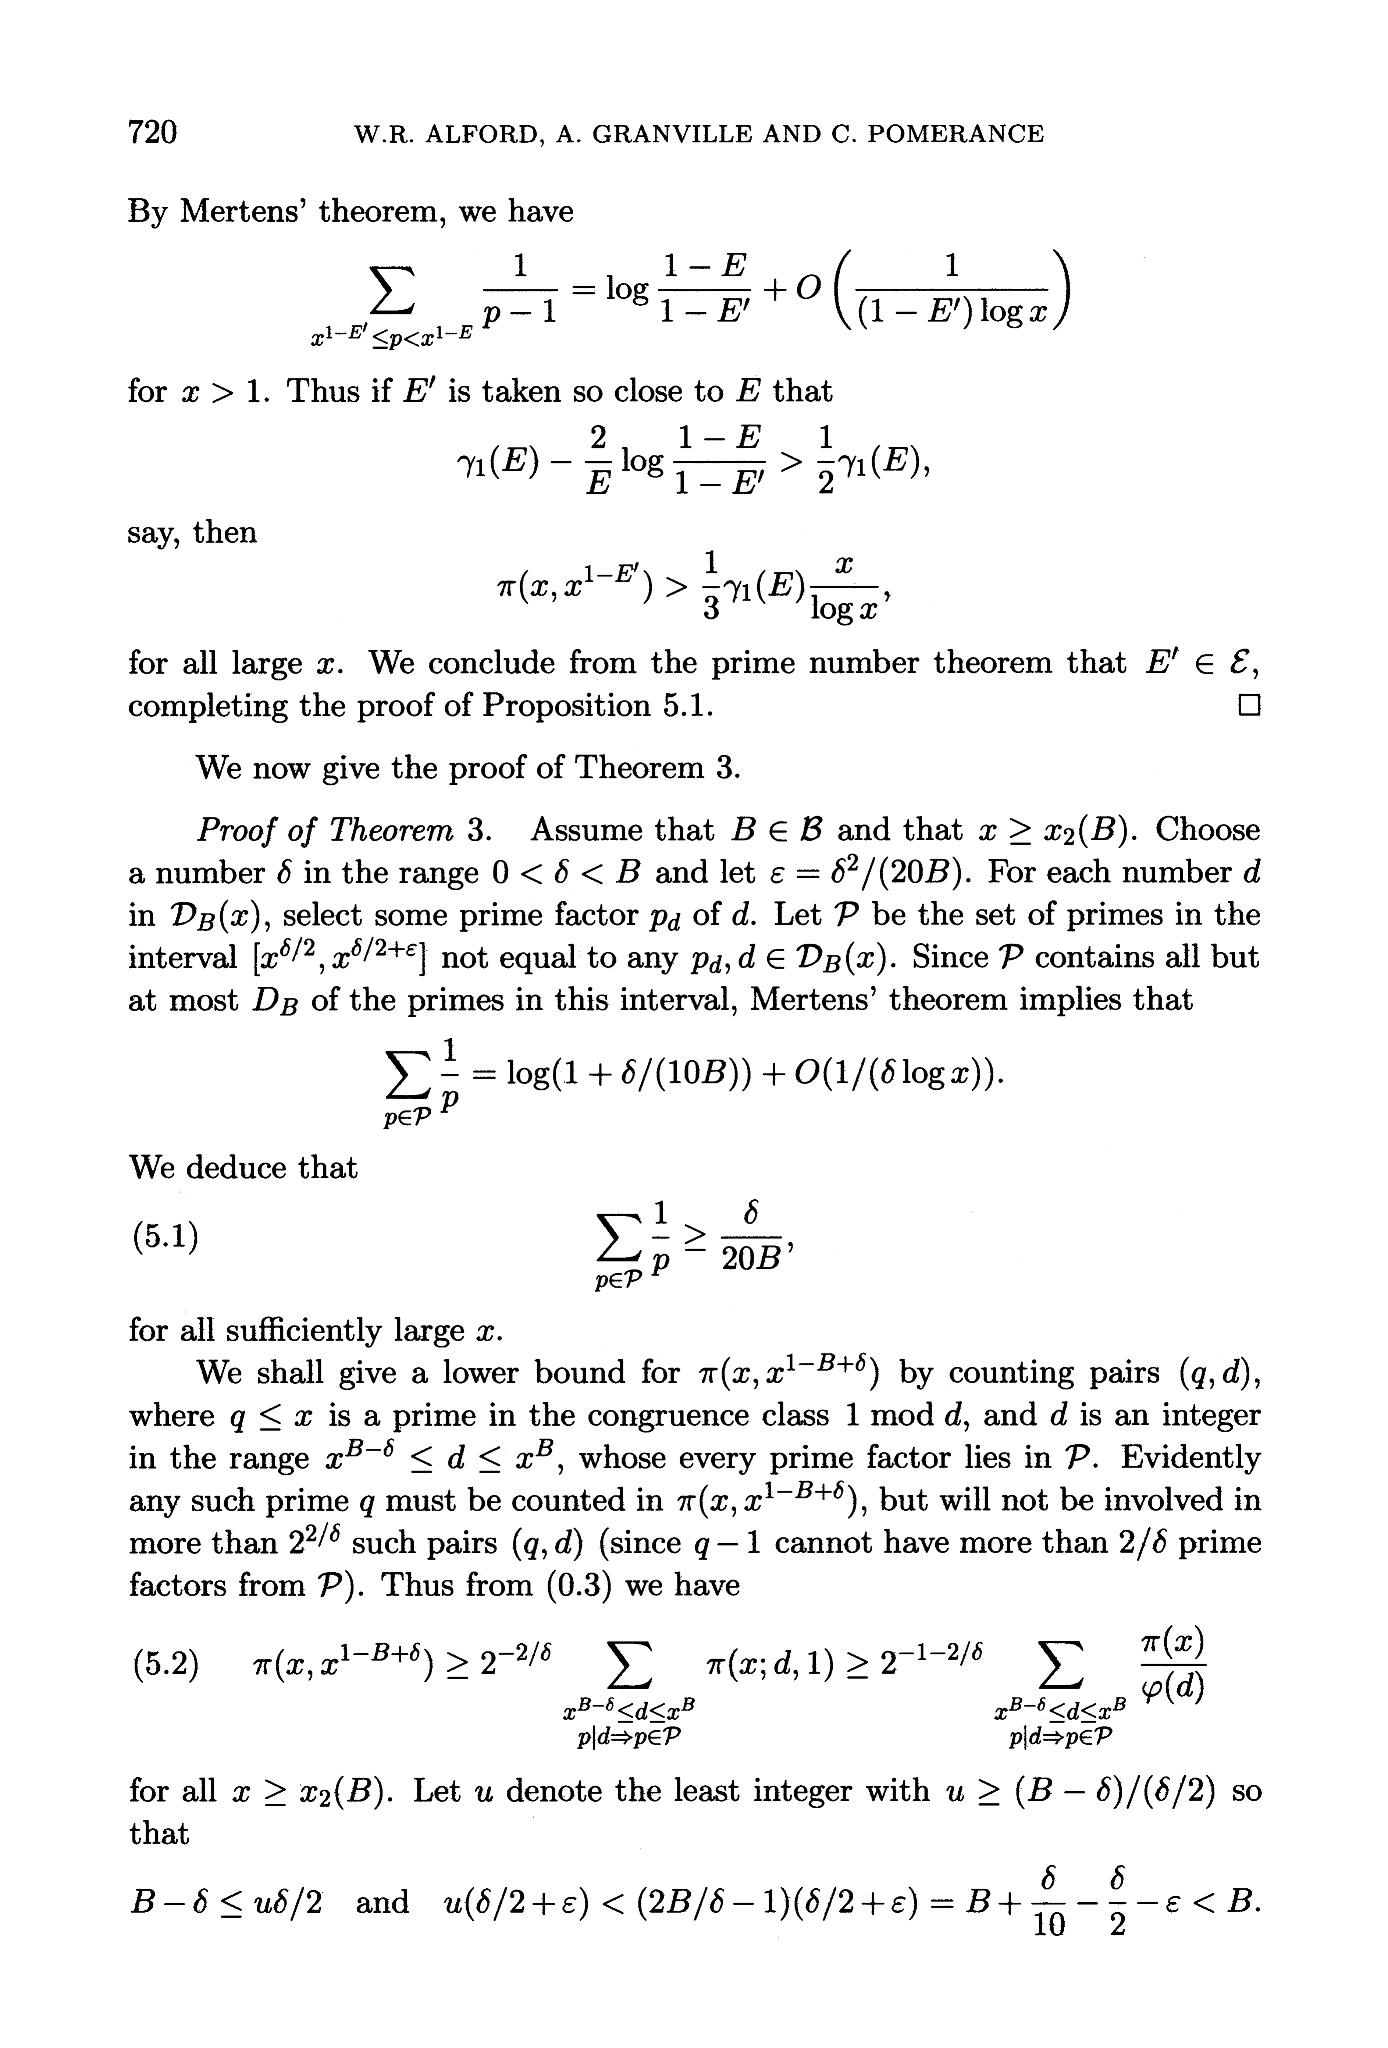 720 W.R. ALFORD, A. GRANVILLE AND C. POMERANCE
By Mertens' theorem, we have
$$\sum_{x^{1-E'} \leq p < x^{1-E}} \frac{1}{p-1} = \log \frac{1-E}{1-E'} + O\left(\frac{1}{(1-E')\log x}\right)$$
for $x > 1$. Thus if $E'$ is taken so close to $E$ that
$$\gamma_1(E) - \frac{2}{E} \log \frac{1-E}{1-E'} > \frac{1}{2}\gamma_1(E),$$
say, then
$$\pi(x, x^{1-E'}) > \frac{1}{3}\gamma_1(E)\frac{x}{\log x},$$
for all large $x$. We conclude from the prime number theorem that $E' \in \mathcal{E}$,
completing the proof of Proposition 5.1. □
We now give the proof of Theorem 3.
Proof of Theorem 3. Assume that $B \in \mathcal{B}$ and that $x \geq x_2(B)$. Choose
a number $\delta$ in the range $0 < \delta < B$ and let $\varepsilon = \delta^2/(20B)$. For each number $d$
in $\mathcal{D}_B(x)$, select some prime factor $p_d$ of $d$. Let $\mathcal{P}$ be the set of primes in the
interval $[x^{\delta/2}, x^{\delta/2+\varepsilon}]$ not equal to any $p_d, d \in \mathcal{D}_B(x)$. Since $\mathcal{P}$ contains all but
at most $D_B$ of the primes in this interval, Mertens' theorem implies that
$$\sum_{p \in \mathcal{P}} \frac{1}{p} = \log(1 + \delta/(10B)) + O(1/(\delta \log x)).$$
We deduce that
$$(5.1) \quad \sum_{p \in \mathcal{P}} \frac{1}{p} \geq \frac{\delta}{20B},$$
for all sufficiently large $x$.
We shall give a lower bound for $\pi(x, x^{1-B+\delta})$ by counting pairs $(q, d)$,
where $q \leq x$ is a prime in the congruence class 1 mod $d$, and $d$ is an integer
in the range $x^{B-\delta} \leq d \leq x^B$, whose every prime factor lies in $\mathcal{P}$. Evidently
any such prime $q$ must be counted in $\pi(x, x^{1-B+\delta})$, but will not be involved in
more than $2^{2/\delta}$ such pairs $(q, d)$ (since $q - 1$ cannot have more than $2/\delta$ prime
factors from $\mathcal{P}$). Thus from (0.3) we have
$$(5.2) \quad \pi(x, x^{1-B+\delta}) \geq 2^{-2/\delta} \sum_{\substack{x^{B-\delta} \leq d \leq x^B \\ p|d \Rightarrow p \in \mathcal{P}}} \pi(x; d, 1) \geq 2^{-1-2/\delta} \sum_{\substack{x^{B-\delta} \leq d \leq x^B \\ p|d \Rightarrow p \in \mathcal{P}}} \frac{\pi(x)}{\varphi(d)}$$
for all $x \geq x_2(B)$. Let $u$ denote the least integer with $u \geq (B - \delta)/(\delta/2)$ so
that
$$B - \delta \leq u\delta/2 \quad \text{and} \quad u(\delta/2 + \varepsilon) < (2B/\delta - 1)(\delta/2 + \varepsilon) = B + \frac{\delta}{10} - \frac{\delta}{2} - \varepsilon < B.$$